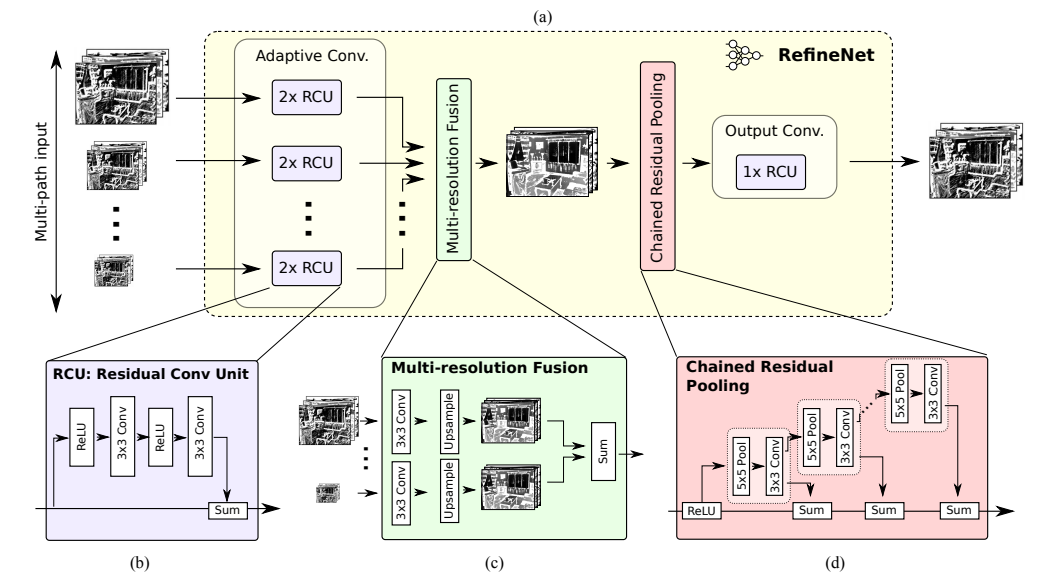 (a)
Multi-path input
Adaptive Conv.
2x RCU
2x RCU
2x RCU
Multi-resolution Fusion
Chained Residual Pooling
RefineNet
Output Conv.
1x RCU
RCU: Residual Conv Unit
ReLU
3x3 Conv
ReLU
3x3 Conv
Sum
(b)
Multi-resolution Fusion
3x3 Conv
Upsample
3x3 Conv
Upsample
Sum
(c)
Chained Residual
Pooling
ReLU
5x5 Pool
3x3 Conv
5x5 Pool
3x3 Conv
5x5 Pool
3x3 Conv
Sum
Sum
Sum
(d)